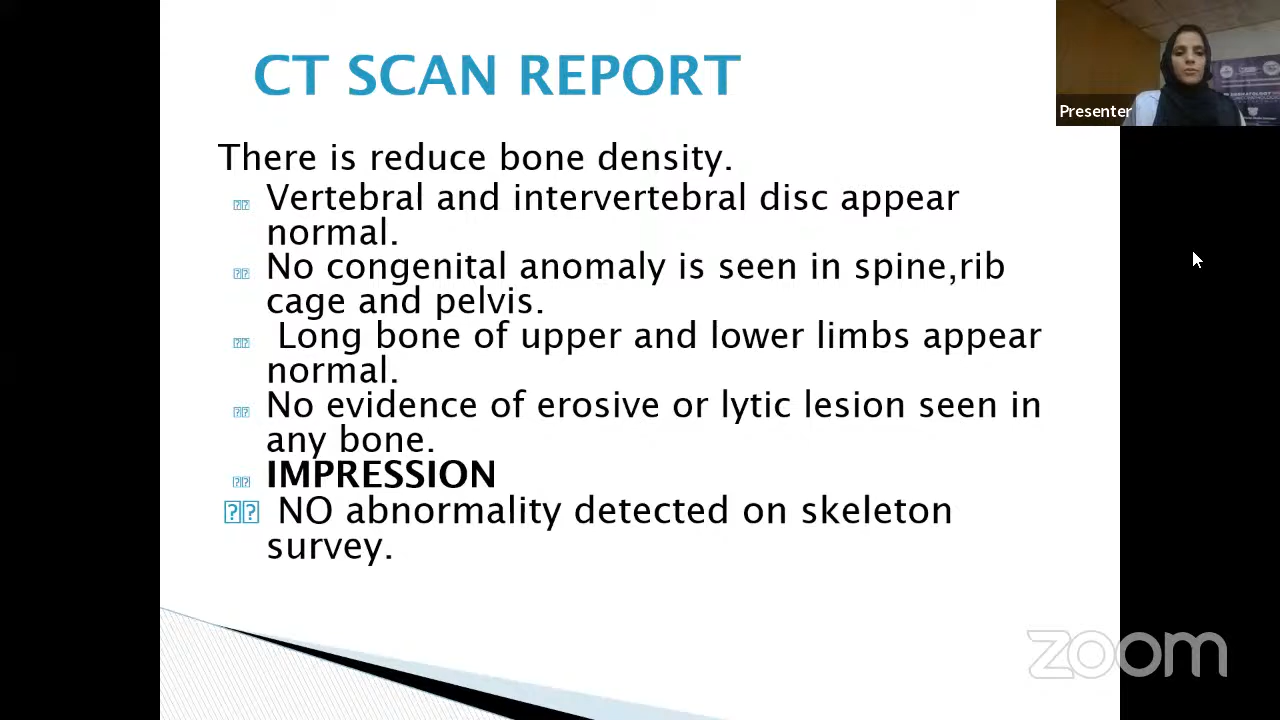 CT SCAN REPORT
Presenter
There is reduce bone density.
Vertebral and intervertebral disc appear
normal.
No congenital anomaly is seen in spine,rib
cage and pelvis.
Long bone of upper and lower limbs appear
normal.
No evidence of erosive or lytic lesion seen in
any bone.
IMPRESSION
NO abnormality detected on skeleton
survey.
zoom